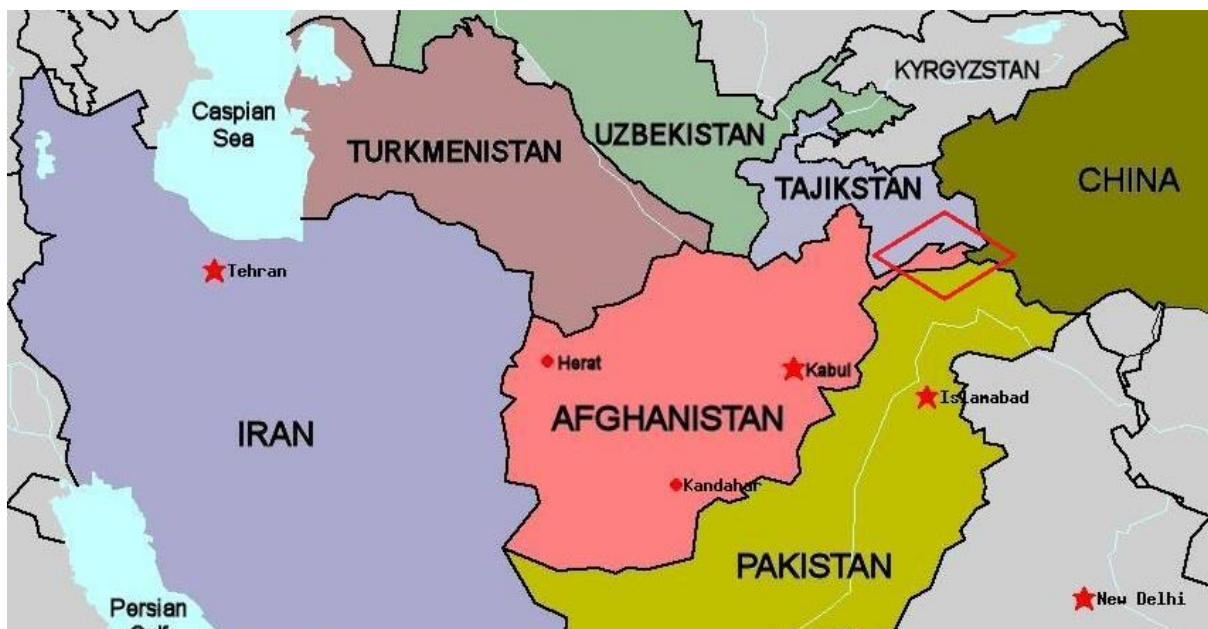 KYRGYZSTAN
Caspian
Sea
UZBEKISTAN
TURKMENISTAN
TAJIKSTAN
CHINA
Tehran
Herat
Kabul
Islamabad
AFGHANISTAN
IRAN
Kandahar
PAKISTAN
New Delhi
Persian